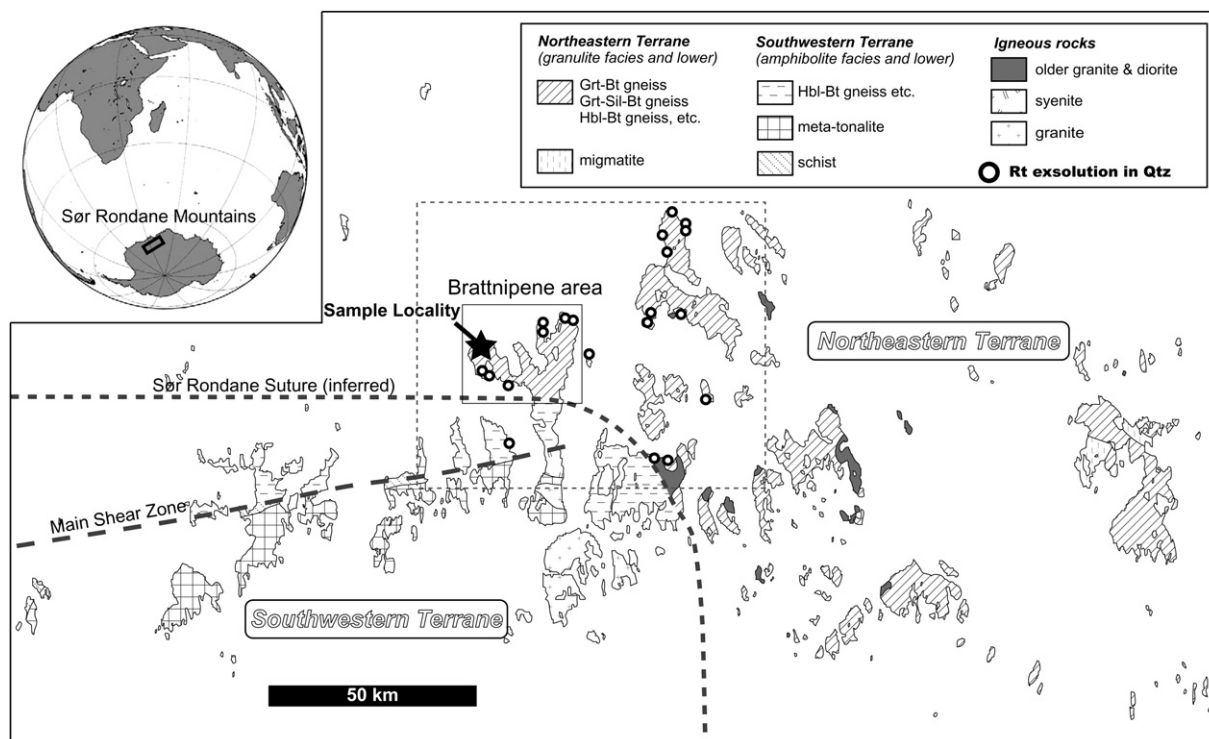 Sør Rondane Mountains
Northeastern Terrane
(granulite facies and lower)
Grt-Bt gneiss
Grt-Sil-Bt gneiss
Hbl-Bt gneiss, etc.
migmatite
Southwestern Terrane
(amphibolite facies and lower)
Hbl-Bt gneiss etc.
meta-tonalite
schist
Igneous rocks
older granite & diorite
syenite
granite
Rt exsolution in Qtz
Brattnipene area
Sample Locality
Northeastern Terrane
Sør Rondane Suture (inferred)
Main Shear Zone
Southwestern Terrane
50 km